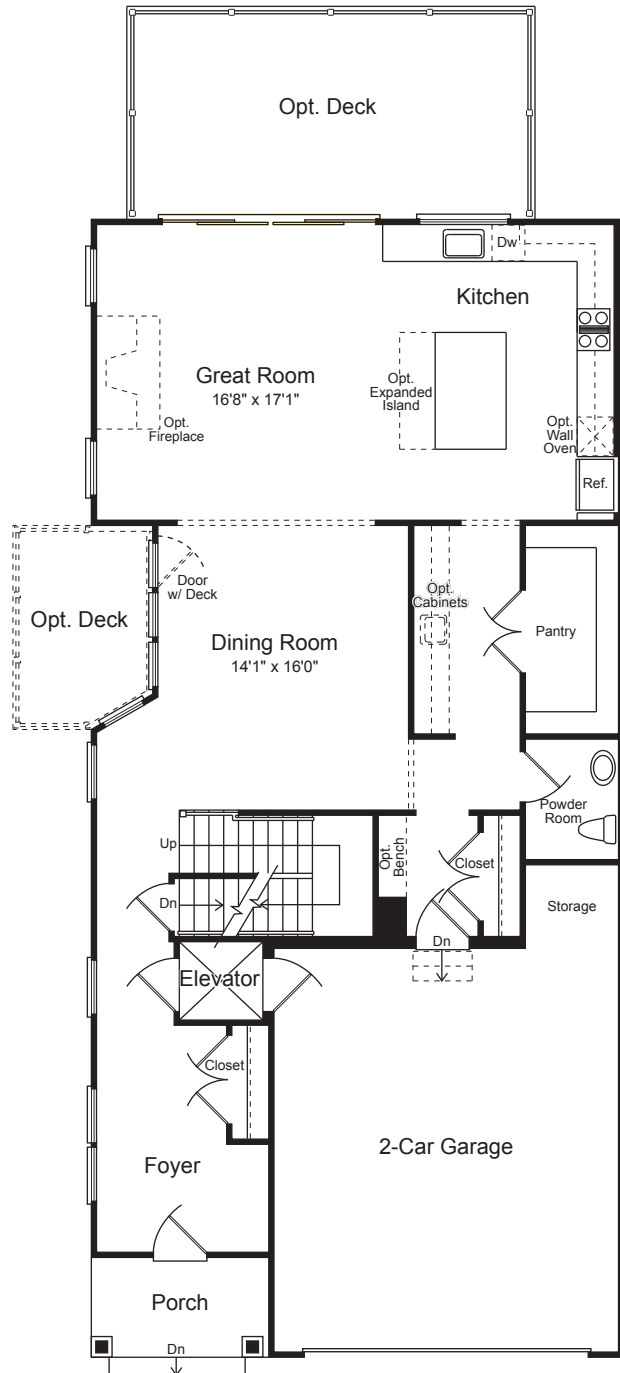 Opt. Deck
Dw
Kitchen
Great Room
16'8" x 17'1"
Opt.
Expanded
Island
Opt.
Fireplace
Opt.
Wall
Oven
Ref.
Door
w/ Deck
Opt. Deck
Opt.
Cabinets
Pantry
Dining Room
14'1" x 16'0"
Powder
Room
Up
Opt.
Bench
Closet
Dn
Storage
Dn
Elevator
Closet
2-Car Garage
Foyer
Porch
Dn